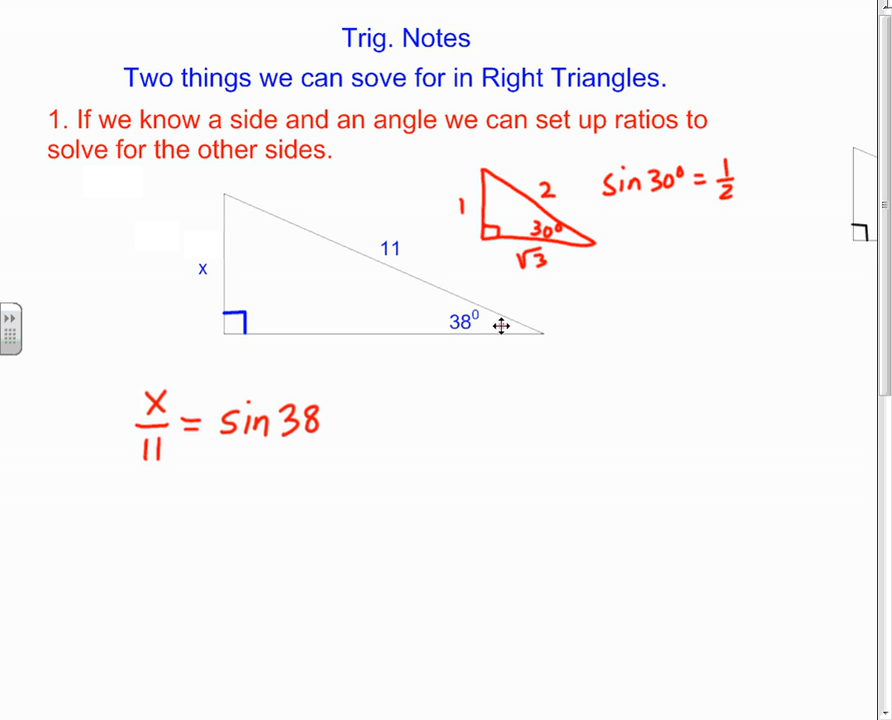 Trig. Notes
Two things we can sove for in Right Triangles.
1. If we know a side and an angle we can set up ratios to
solve for the other sides.
sin 30° = 1/2
2
1
30°
√3
11
x
38⁰
x/11 = sin 38